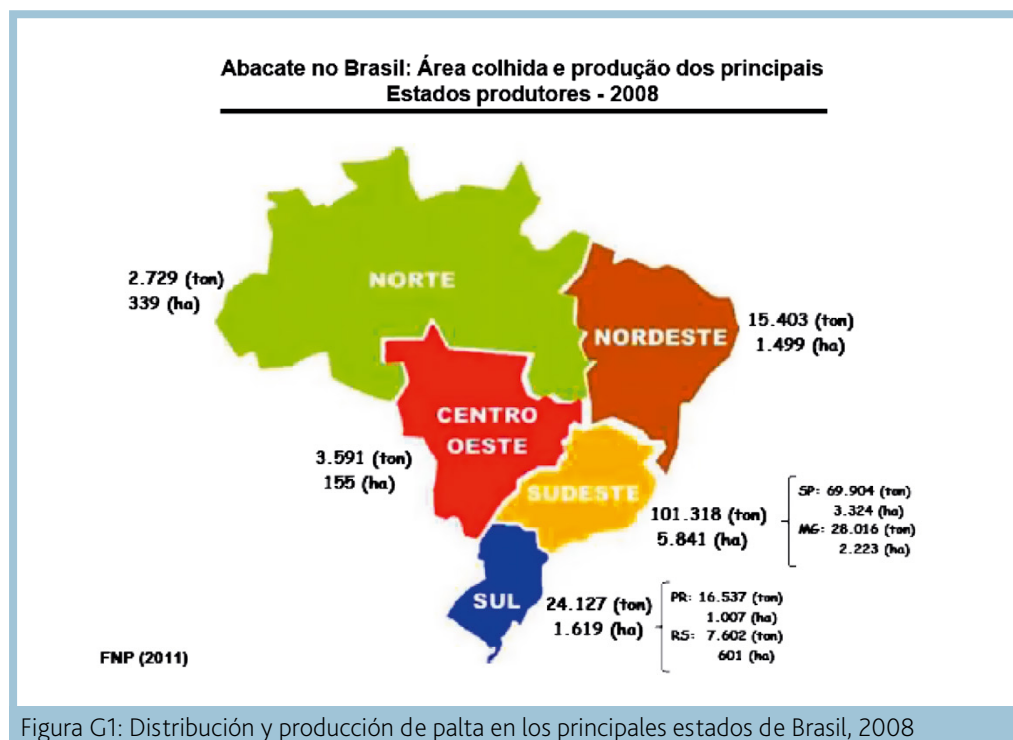 Abacate no Brasil: Área colhida e produção dos principais
Estados produtores - 2008
NORTE
2.729 (ton)
339 (ha)
NORDESTE
15.403 (ton)
1.499 (ha)
CENTRO
OESTE
3.591 (ton)
155 (ha)
SUDESTE
101.318 (ton)
5.841 (ha)
SP: 69.904 (ton)
3.324 (ha)
MG: 28.016 (ton)
2.223 (ha)
SUL
24.127 (ton)
1.619 (ha)
PR: 16.537 (ton)
1.007 (ha)
RS: 7.602 (ton)
601 (ha)
FNP (2011)
Figura G1: Distribución y producción de palta en los principales estados de Brasil, 2008